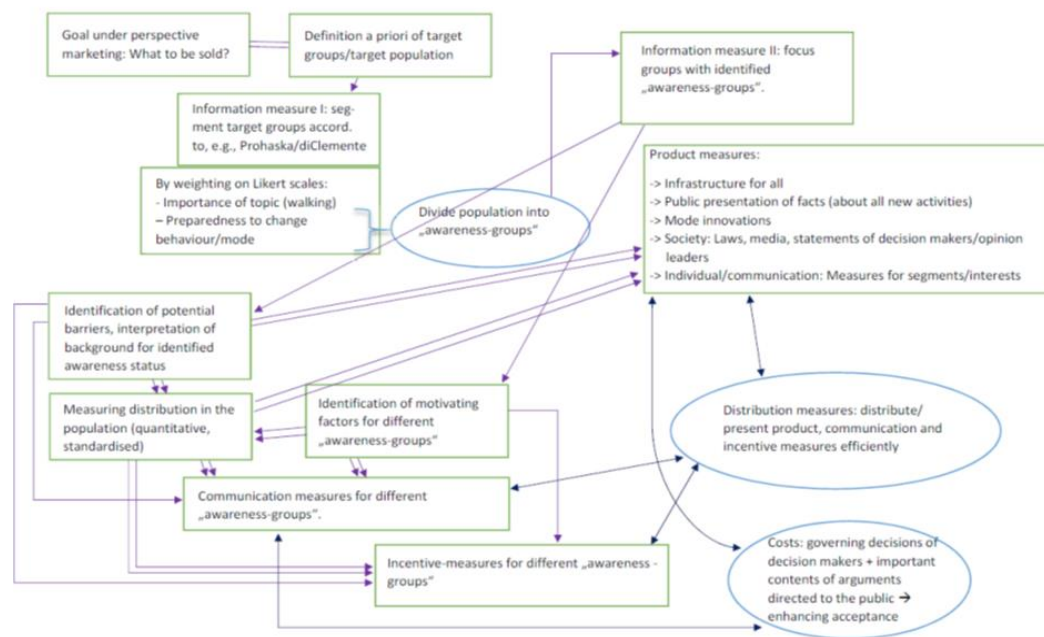 Goal under perspective
marketing: What to be sold?
Definition a priori of target
groups/target population
Information measure II: focus
groups with identified
„awareness-groups“.
Information measure I: seg-
ment target groups accord.
to, e.g., Prohaska/diClemente
Product measures:
-> Infrastructure for all
-> Public presentation of facts (about all new activities)
-> Mode innovations
-> Society: Laws, media, statements of decision makers/opinion
leaders
-> Individual/communication: Measures for segments/interests
By weighting on Likert scales:
- Importance of topic (walking)
– Preparedness to change
behaviour/mode
Divide population into
„awareness-groups“
Identification of potential
barriers, interpretation of
background for identified
awareness status
Measuring distribution in the
population (quantitative,
standardised)
Identification of motivating
factors for different
„awareness-groups“
Distribution measures: distribute/
present product, communication and
incentive measures efficiently
Communication measures for different
„awareness-groups“.
Incentive-measures for different „awareness -
groups“
Costs: governing decisions of
decision makers + important
contents of arguments
directed to the public →
enhancing acceptance